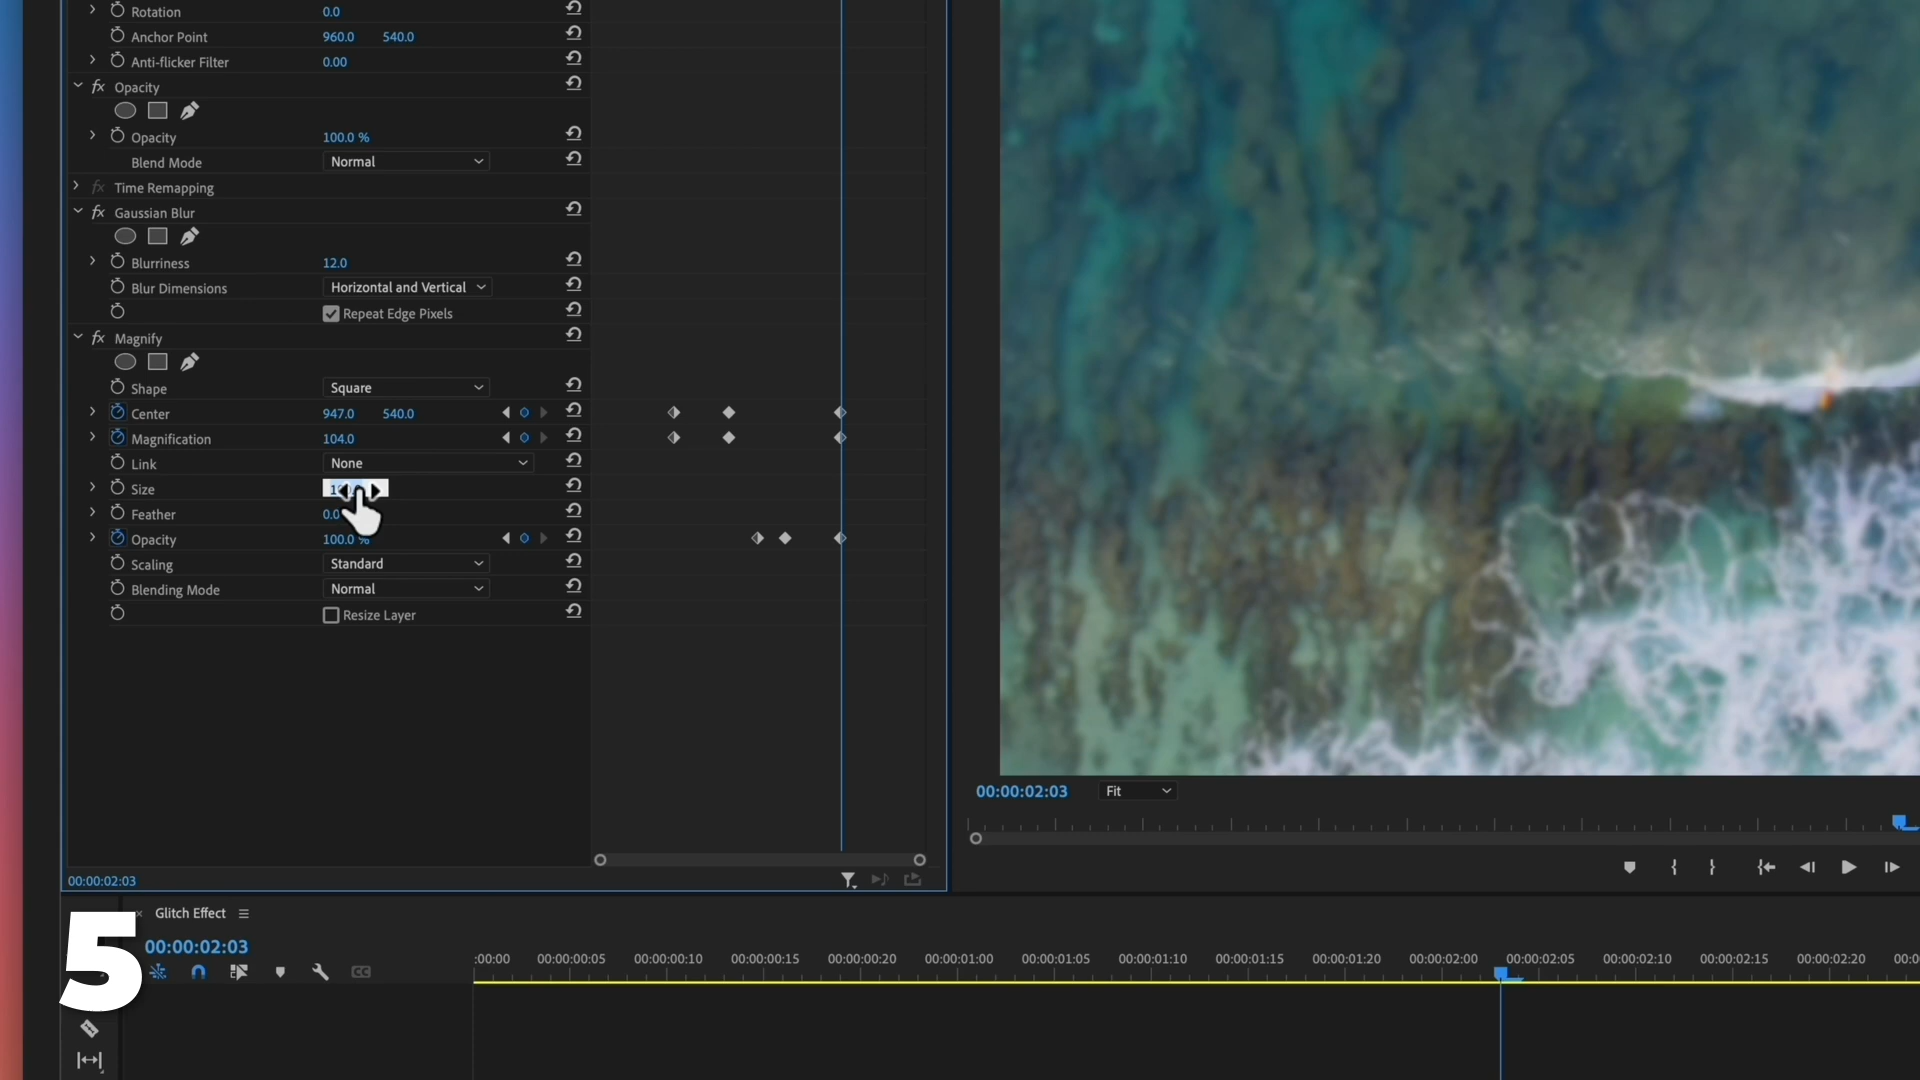 Rotation 0.0
Anchor Point 960.0 540.0
Anti-flicker Filter 0.00
fx Opacity
Opacity 100.0 %
Blend Mode Normal
fx Time Remapping
fx Gaussian Blur
Blurriness 12.0
Blur Dimensions Horizontal and Vertical
Repeat Edge Pixels
fx Magnify
Shape Square
Center 947.0 540.0
Magnification 104.0
Link None
Size
Feather 0.0
Opacity 100.0 %
Scaling Standard
Blending Mode Normal
Resize Layer
00:00:02:03 Fit
00:00:02:03
5
× Glitch Effect
00:00:02:03
:00:00 00:00:00:05 00:00:00:10 00:00:00:15 00:00:00:20 00:00:01:00 00:00:01:05 00:00:01:10 00:00:01:15 00:00:01:20 00:00:02:00 00:00:02:05 00:00:02:10 00:00:02:15 00:00:02:20 00:0
CC